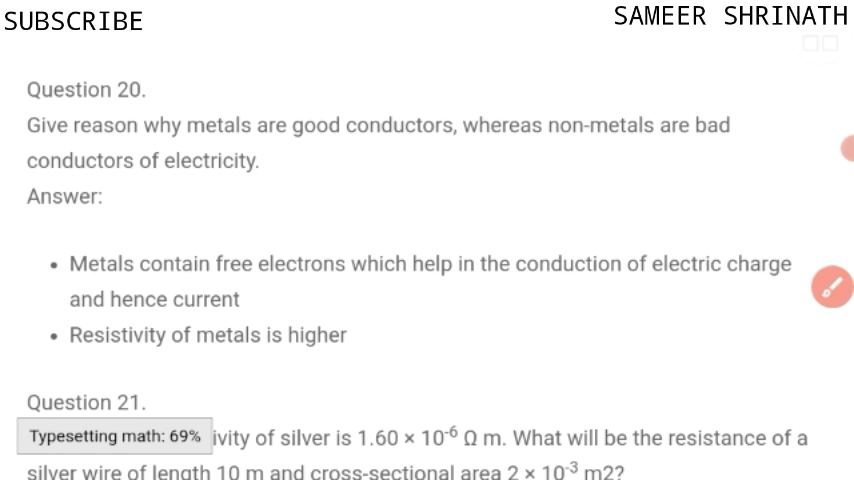 SUBSCRIBE
SAMEER SHRINATH
Question 20.
Give reason why metals are good conductors, whereas non-metals are bad
conductors of electricity.
Answer:
• Metals contain free electrons which help in the conduction of electric charge
and hence current
• Resistivity of metals is higher
Question 21.
Typesetting math: 69%
ivity of silver is 1.60 × 10⁻⁶ Ω m. What will be the resistance of a
silver wire of length 10 m and cross-sectional area 2 × 10⁻³ m2?